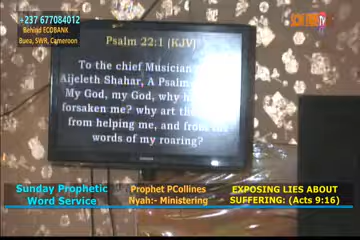 +237 677084012
Behind ECOBANK
Buea, SWR, Cameroon
Psalm 22:1 (KJV)
To the chief Musician
Aijeleth Shahar, A Psalm
My God, my God, why
forsaken me? why art
from helping me, and from
words of my roaring?
Sunday Prophetic
Word Service
Prophet PCollines
Nyah:- Ministering
EXPOSING LIES ABOUT
SUFFERING: (Acts 9:16)